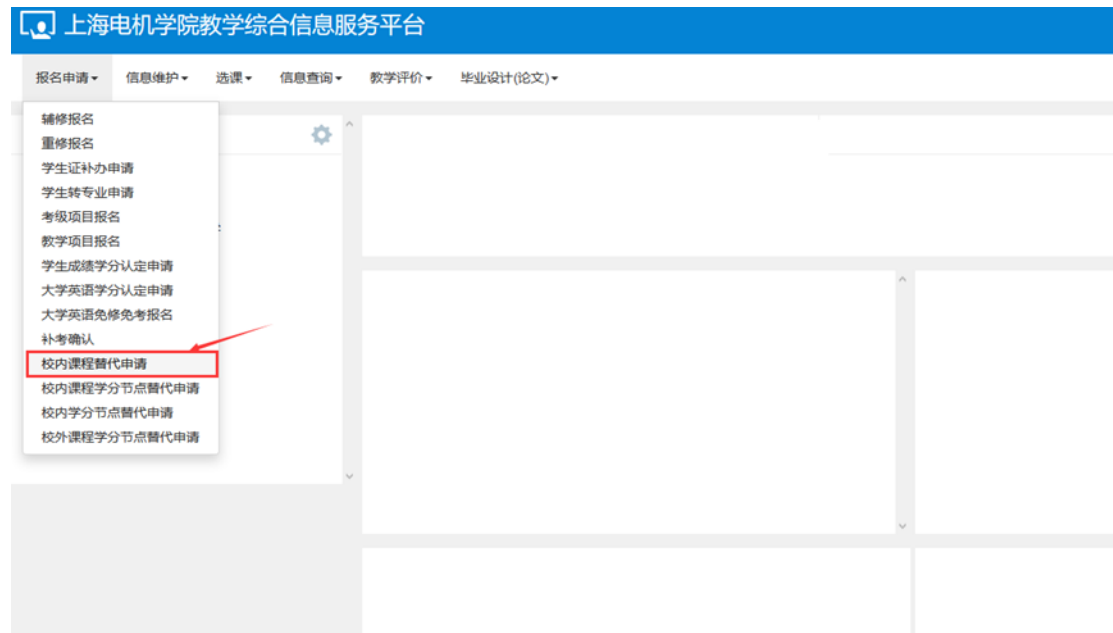 上海电机学院教学综合信息服务平台
报名申请 信息维护 选课 信息查询 教学评价 毕业设计(论文)
辅修报名
重修报名
学生证补办申请
学生转专业申请
考级项目报名
教学项目报名
学生成绩学分认定申请
大学英语学分认定申请
大学英语免修免考报名
补考确认
校内课程替代申请
校内课程学分节点替代申请
校内学分节点替代申请
校外课程学分节点替代申请